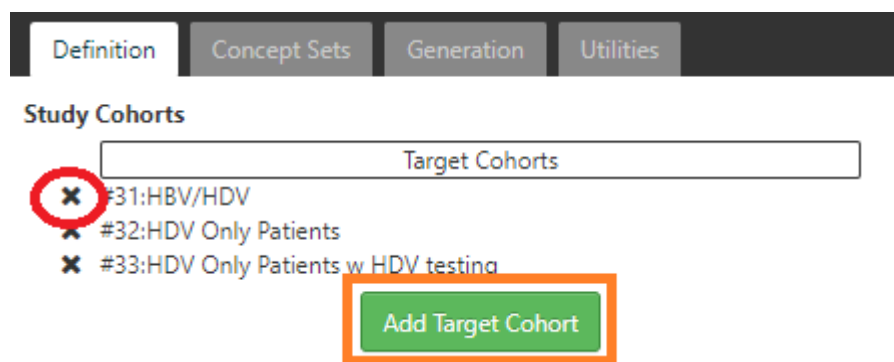 Definition Concept Sets Generation Utilities
Study Cohorts
Target Cohorts
#31:HBV/HDV
#32:HDV Only Patients
#33:HDV Only Patients w HDV testing
Add Target Cohort